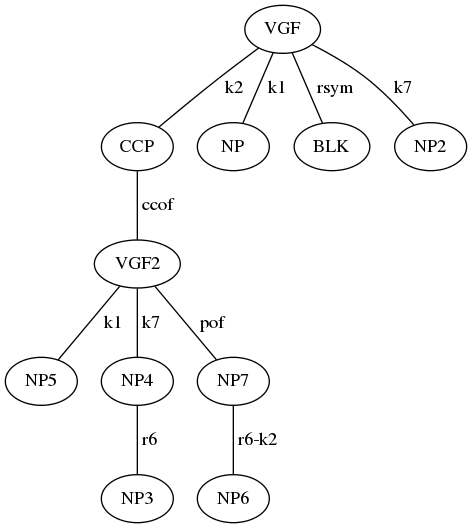 VGF
k2 k1 rsym k7
CCP NP BLK NP2
ccof
VGF2
k1 k7 pof
NP5 NP4 NP7
r6 r6-k2
NP3 NP6